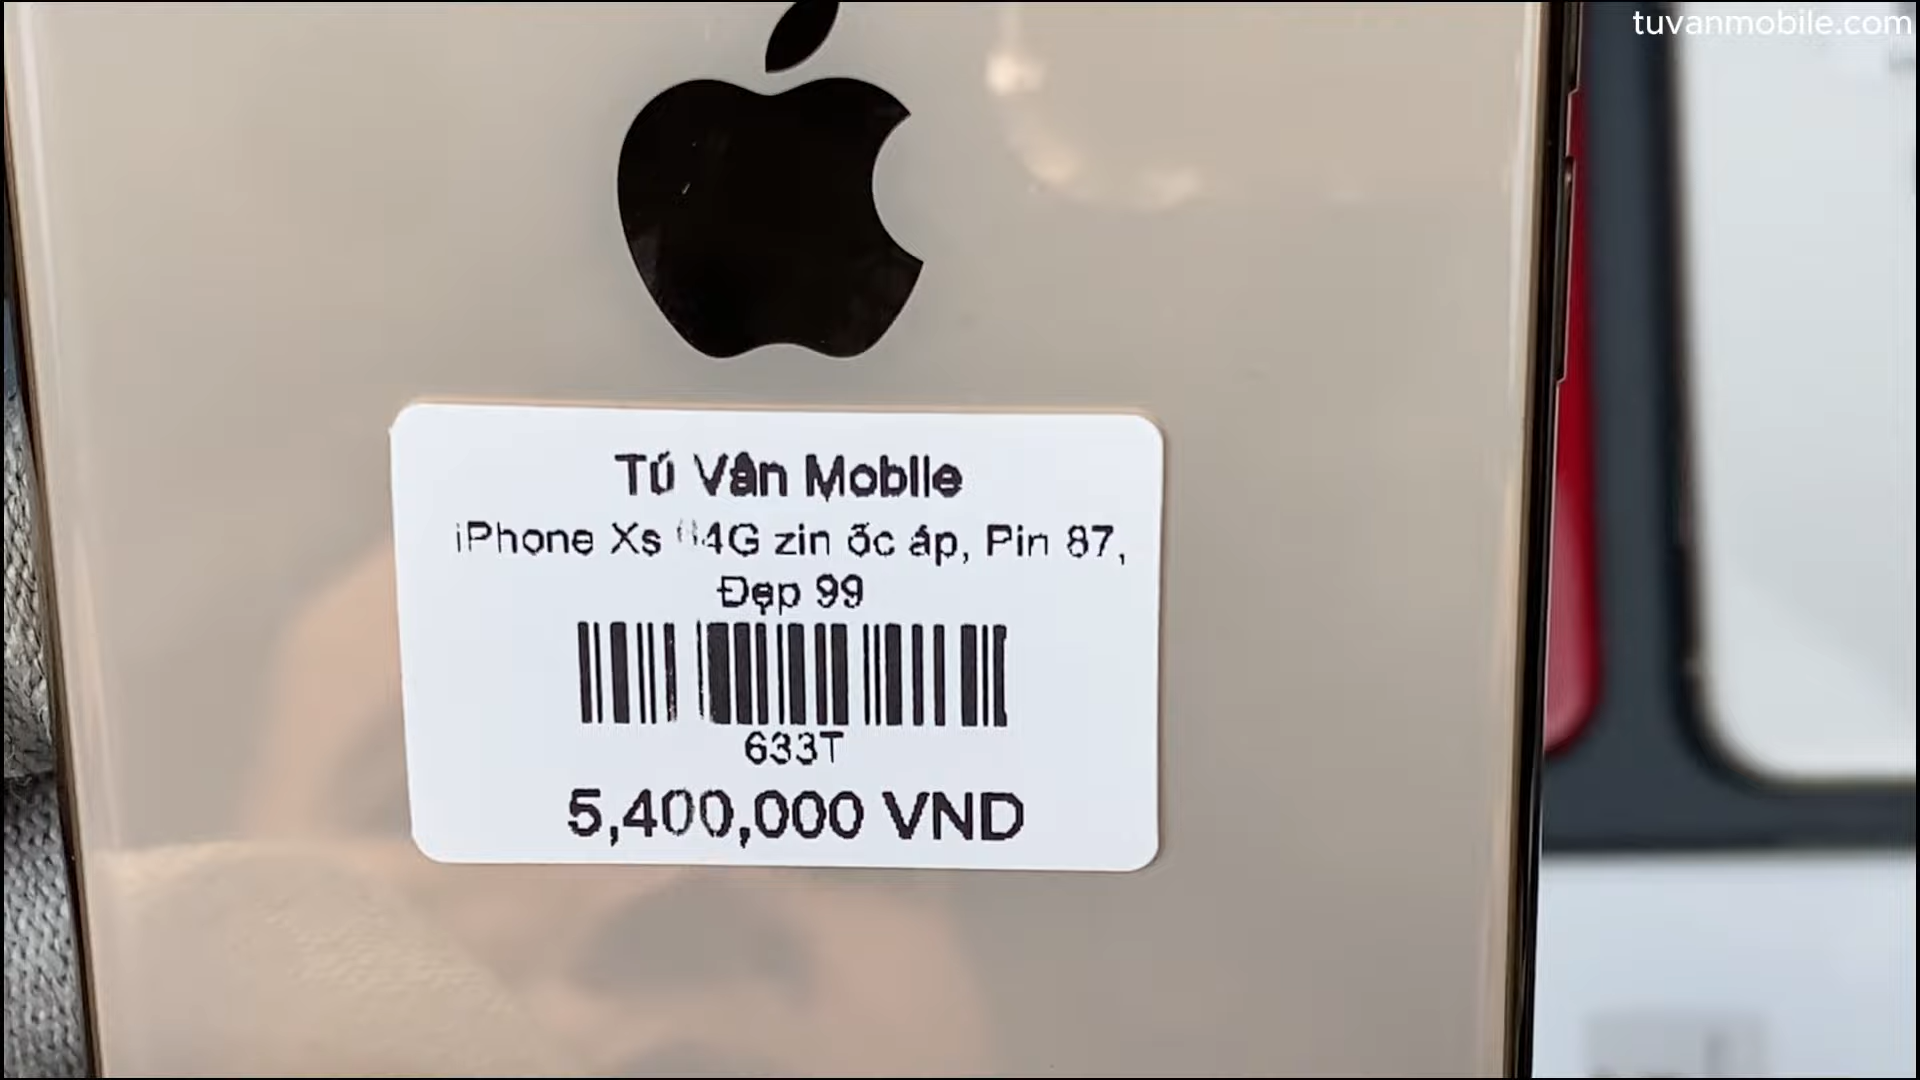 tuvanmobile.com
Tú Vân Mobile
iPhone Xs 64G zin ốc áp, Pin 87,
Đẹp 99
633T
5,400,000 VND